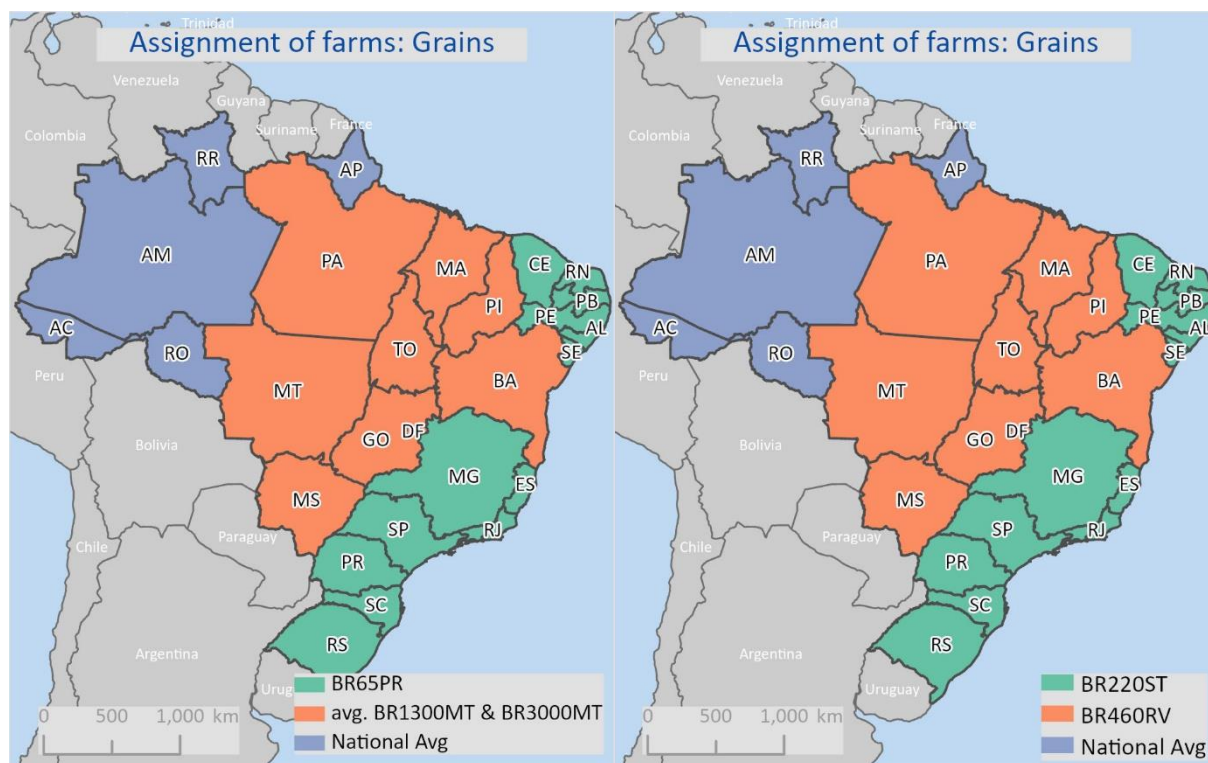 Trinidad
Assignment of farms: Grains
Venezuela
Guyana
Colombia
Suriname
France
RR
AP
AM
PA
MA
CE
RN
PB
PI
PE
AL
AC
RO
TO
SE
Peru
MT
BA
Bolivia
GO
DF
MG
ES
MS
SP
RJ
Paraguay
Chile
PR
SC
RS
Argentina
BR65PR
0 500 1,000 km
avg. BR1300MT & BR3000MT
National Avg
Trinidad
Assignment of farms: Grains
Venezuela
Guyana
Colombia
Suriname
France
RR
AP
AM
PA
MA
CE
RN
PB
PI
PE
AL
AC
RO
TO
SE
Peru
MT
BA
Bolivia
GO
DF
MG
ES
MS
SP
RJ
Paraguay
Chile
PR
SC
RS
Argentina
Uruguay
BR220ST
0 500 1,000 km
BR460RV
National Avg